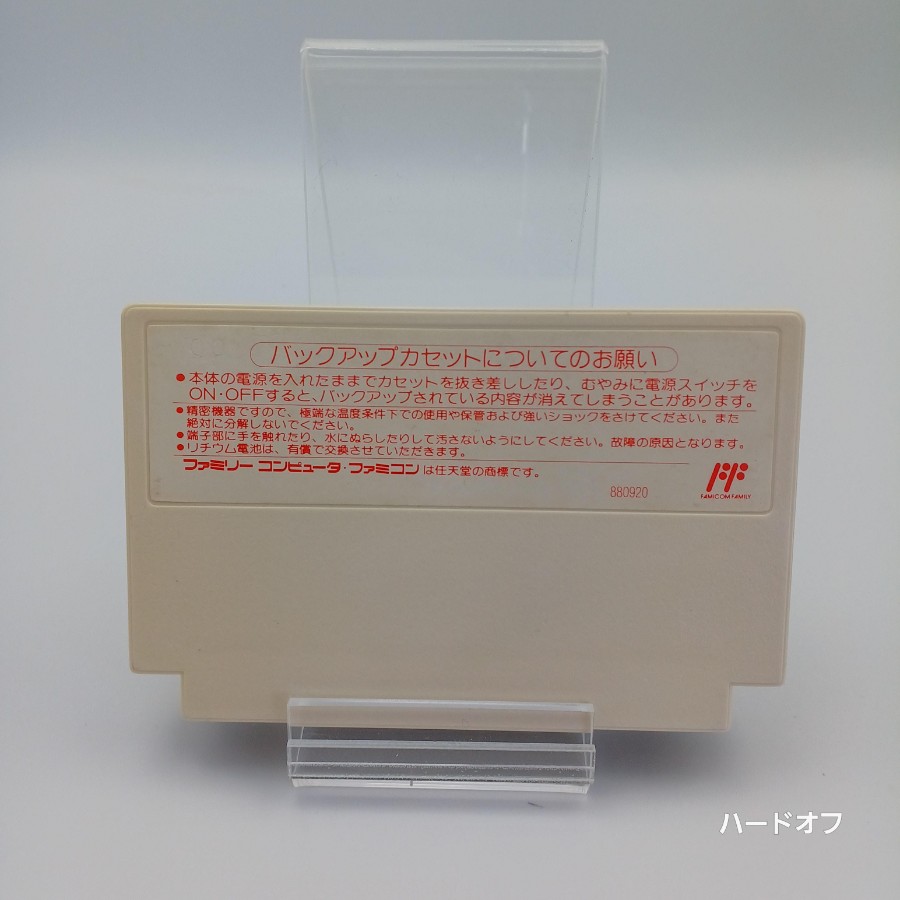 バックアップカセットについてのお願い
●本体の電源を入れたままでカセットを抜き差ししたり、むやみに電源スイッチを
ON・OFFすると、バックアップされている内容が消えてしまうことがあります。
●精密機器ですので、極端な温度条件下での使用や保管および強いショックをさけてください。また
絶対に分解しないでください。
●端子部に手を触れたり、水にぬらしたりして汚さないようにしてください。故障の原因となります。
●リチウム電池は、有償で交換させていただきます。
ファミリー コンピュータ・ファミコンは任天堂の商標です。
880920
FAMICOM FAMILY
ハードオフ